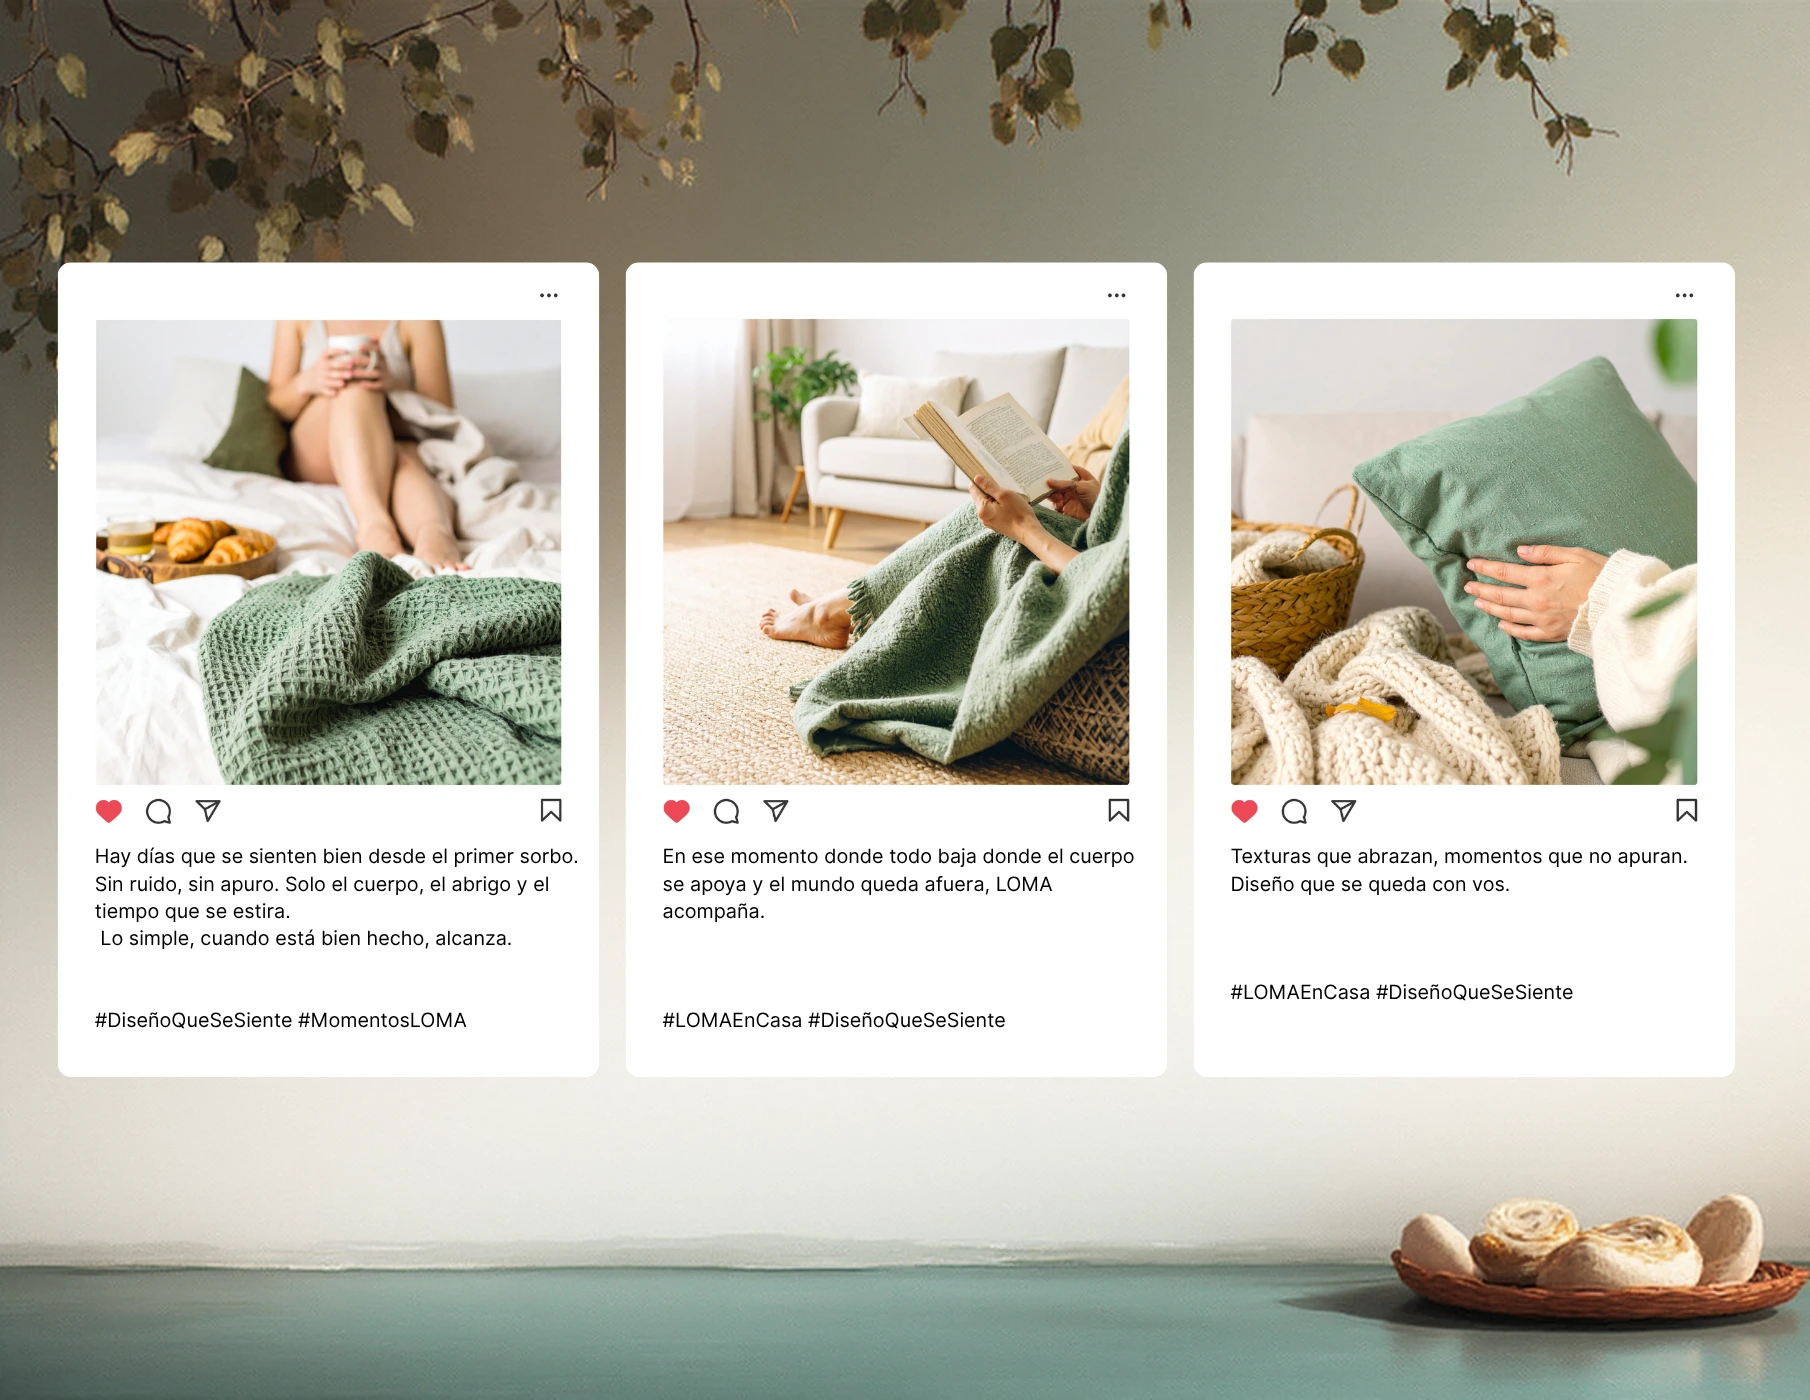 Hay días que se sienten bien desde el primer sorbo.
Sin ruido, sin apuro. Solo el cuerpo, el abrigo y el
tiempo que se estira.
Lo simple, cuando está bien hecho, alcanza.
#DiseñoQueSeSiente #MomentosLOMA
En ese momento donde todo baja donde el cuerpo
se apoya y el mundo queda afuera, LOMA
acompaña.
#LOMAEnCasa #DiseñoQueSeSiente
Texturas que abrazan, momentos que no apuran.
Diseño que se queda con vos.
#LOMAEnCasa #DiseñoQueSeSiente